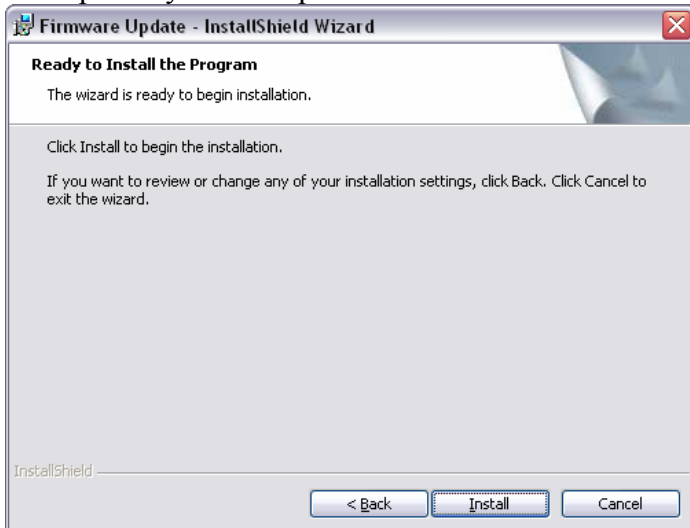 Firmware Update - InstallShield Wizard
Ready to Install the Program
The wizard is ready to begin installation.
Click Install to begin the installation.
If you want to review or change any of your installation settings, click Back. Click Cancel to
exit the wizard.
InstallShield
< Back Install Cancel